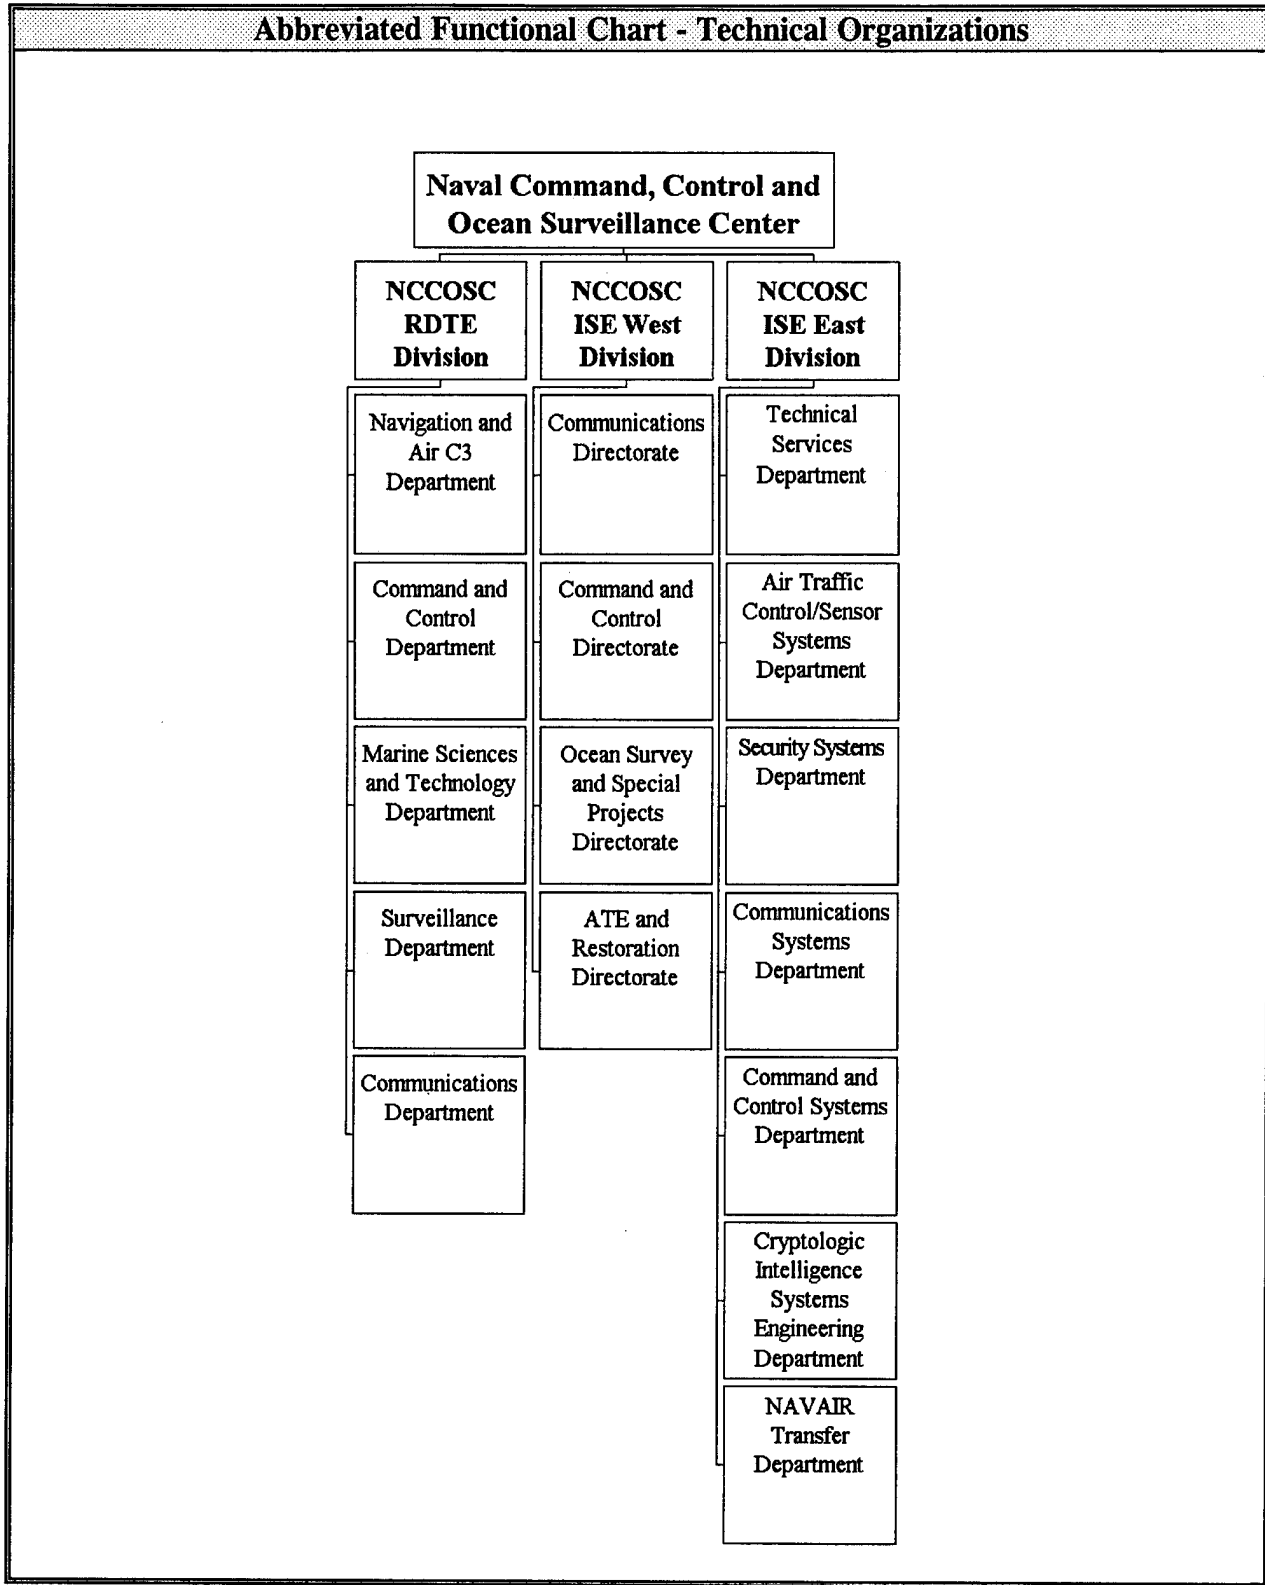 Abbreviated Functional Chart - Technical Organizations
Naval Command, Control and
Ocean Surveillance Center
NCCOSC
RDTE
Division
NCCOSC
ISE West
Division
NCCOSC
ISE East
Division
Navigation and
Air C3
Department
Command and
Control
Department
Marine Sciences
and Technology
Department
Surveillance
Department
Communications
Department
Communications
Directorate
Command and
Control
Directorate
Ocean Survey
and Special
Projects
Directorate
ATE and
Restoration
Directorate
Technical
Services
Department
Air Traffic
Control/Sensor
Systems
Department
Security Systems
Department
Communications
Systems
Department
Command and
Control Systems
Department
Cryptologic
Intelligence
Systems
Engineering
Department
NAVAIR
Transfer
Department